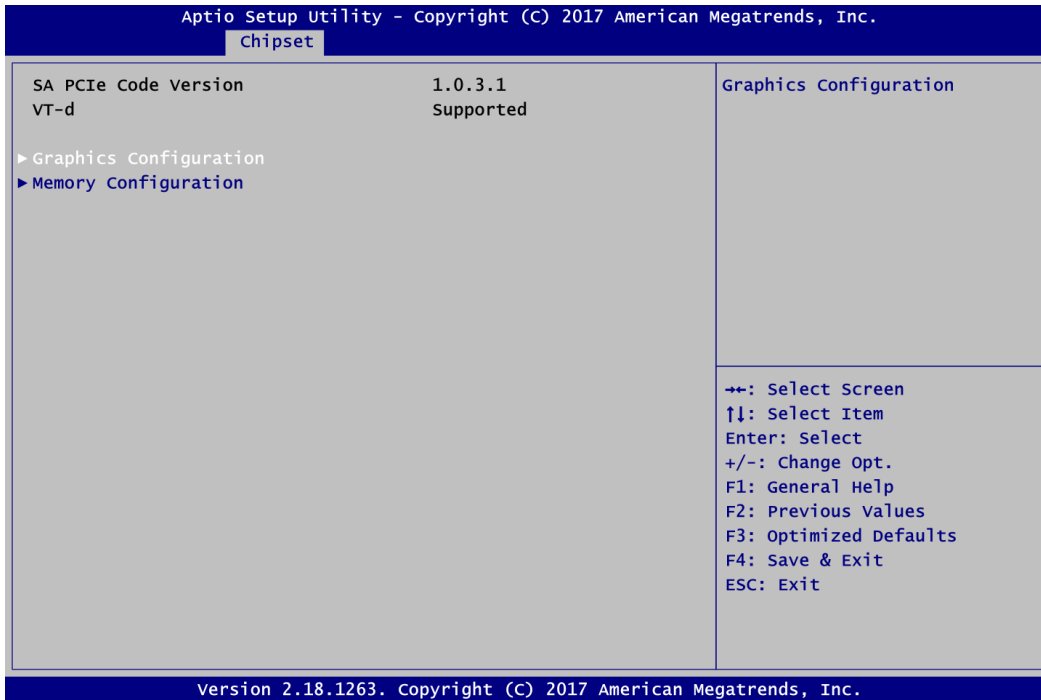 Aptio Setup Utility - Copyright (C) 2017 American Megatrends, Inc.
Chipset
SA PCIe Code Version 1.0.3.1
VT-d Supported
►Graphics Configuration
►Memory Configuration
Graphics Configuration
→←: Select Screen
↑↓: Select Item
Enter: Select
+/-: Change Opt.
F1: General Help
F2: Previous Values
F3: Optimized Defaults
F4: Save & Exit
ESC: Exit
Version 2.18.1263. Copyright (C) 2017 American Megatrends, Inc.